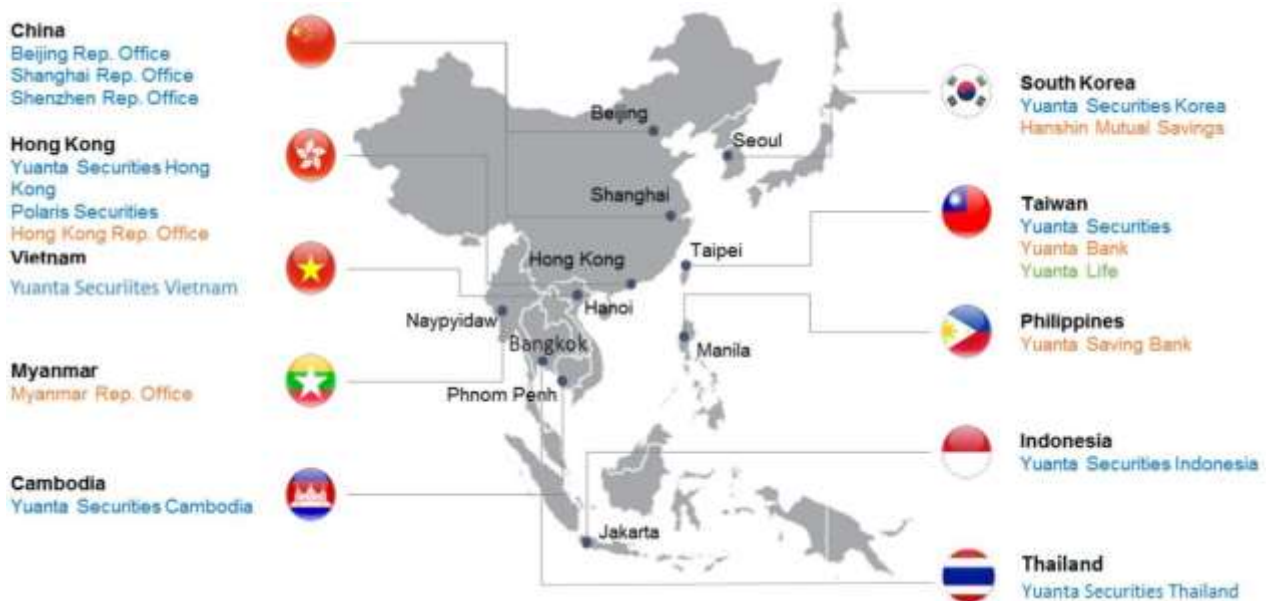 China
Beijing Rep. Office
Shanghai Rep. Office
Shenzhen Rep. Office
Hong Kong
Yuanta Securities Hong
Kong
Polaris Securities
Hong Kong Rep. Office
Vietnam
Yuanta Securiites Vietnam
Myanmar
Myanmar Rep. Office
Cambodia
Yuanta Securities Cambodia
Beijing
Seoul
Shanghai
Taipei
Hong Kong
Hanoi
Naypyidaw
Bangkok
Manila
Phnom Penh
Jakarta
South Korea
Yuanta Securities Korea
Hanshin Mutual Savings
Taiwan
Yuanta Securities
Yuanta Bank
Yuanta Life
Philippines
Yuanta Saving Bank
Indonesia
Yuanta Securities Indonesia
Thailand
Yuanta Securities Thailand